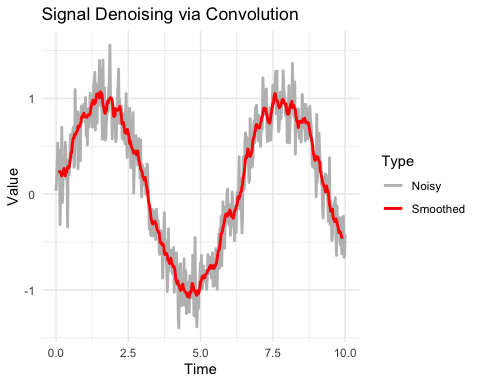 Signal Denoising via Convolution
Value
1
0
-1
0.0 2.5 5.0 7.5 10.0
Time
Type
Noisy
Smoothed